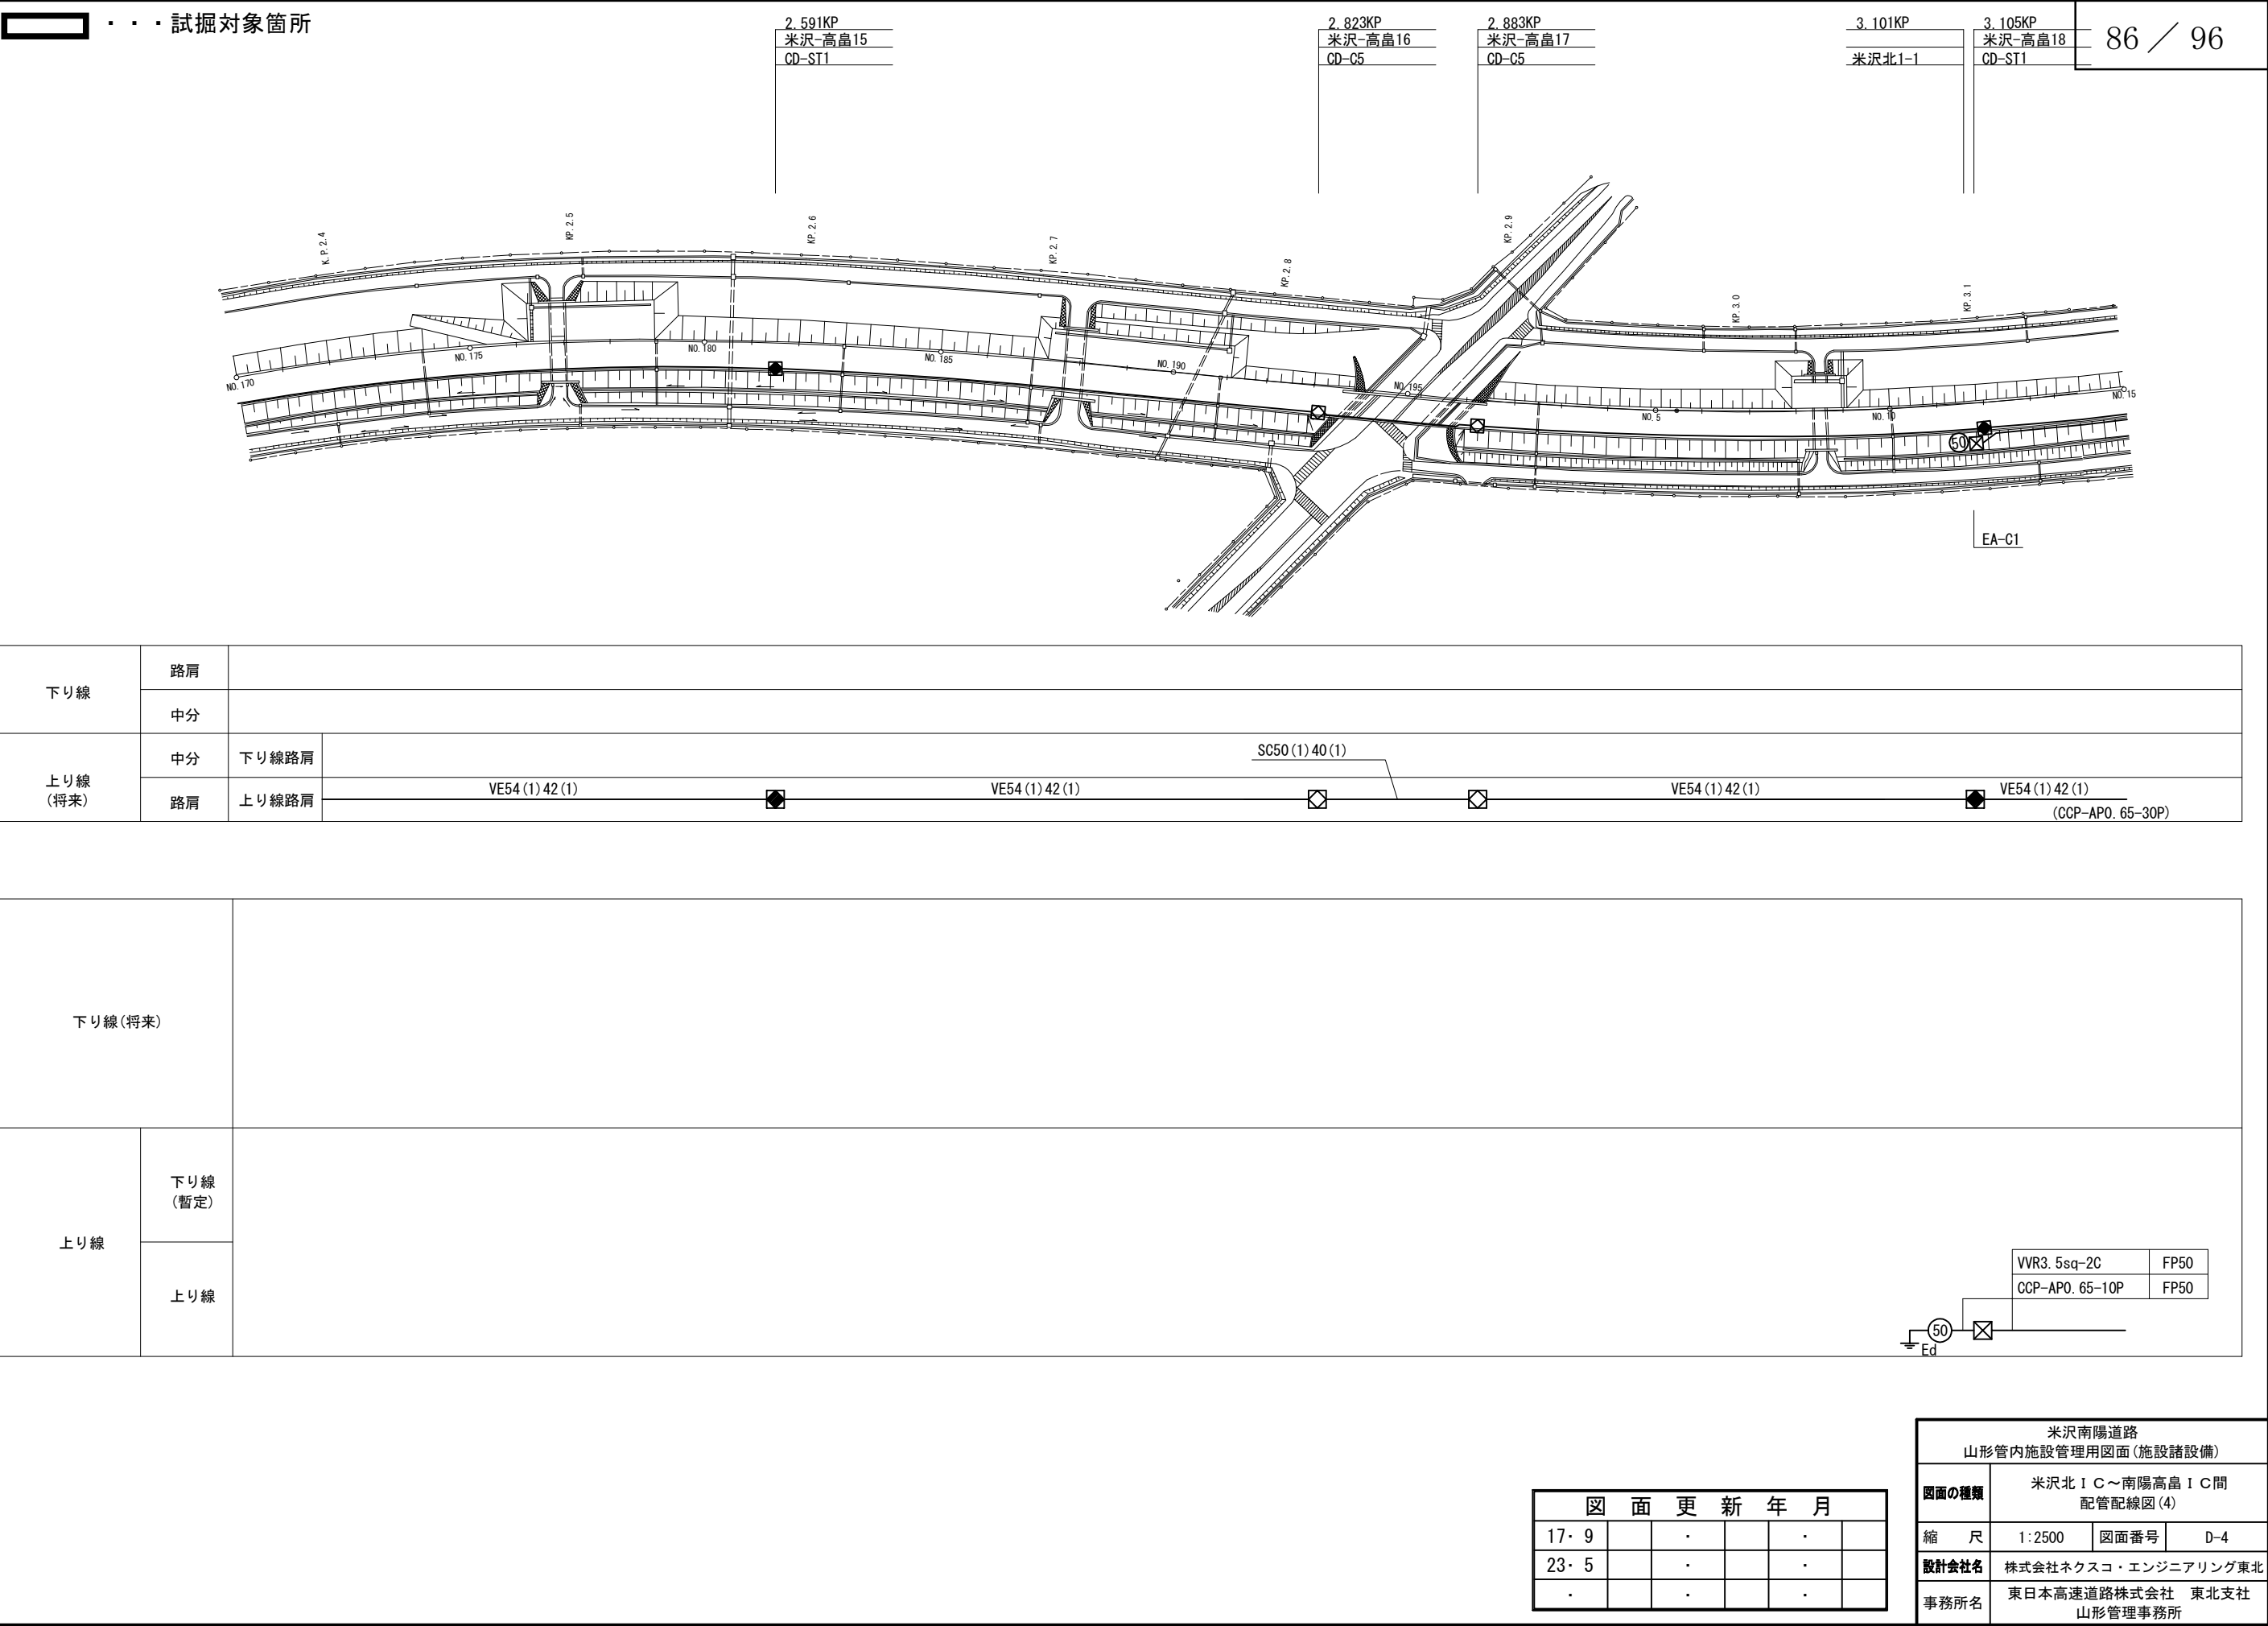 ・・・試掘対象箇所
86／96
2.591KP
米沢-高畠15
CD-ST1
2.823KP
米沢-高畠16
CD-C5
2.883KP
米沢-高畠17
CD-C5
3.101KP
米沢北1-1
3.105KP
米沢-高畠18
CD-ST1
K.P.2.4
KP.2.5
KP.2.6
KP.2.7
KP.2.8
KP.2.9
KP.3.0
KP.3.1
NO.170
NO.175
NO.180
NO.185
NO.190
NO.195
NO.5
NO.10
NO.15
50
EA-C1
下り線
路肩
中分
上り線
(将来)
中分
下り線路肩
SC50(1)40(1)
路肩
上り線路肩
VE54(1)42(1)
VE54(1)42(1)
VE54(1)42(1)
VE54(1)42(1)
(CCP-AP0.65-30P)
下り線(将来)
上り線
下り線
(暫定)
上り線
VVR3.5sq-2C FP50
CCP-AP0.65-10P FP50
50
Ed
図面更新年月
17・9 ・ ・
23・5 ・ ・
・ ・ ・
米沢南陽道路
山形管内施設管理用図面(施設諸設備)
図面の種類
米沢北ＩＣ～南陽高畠ＩＣ間
配管配線図(4)
縮 尺 1:2500 図面番号 D-4
設計会社名 株式会社ネクスコ・エンジニアリング東北
事務所名
東日本高速道路株式会社 東北支社
山形管理事務所